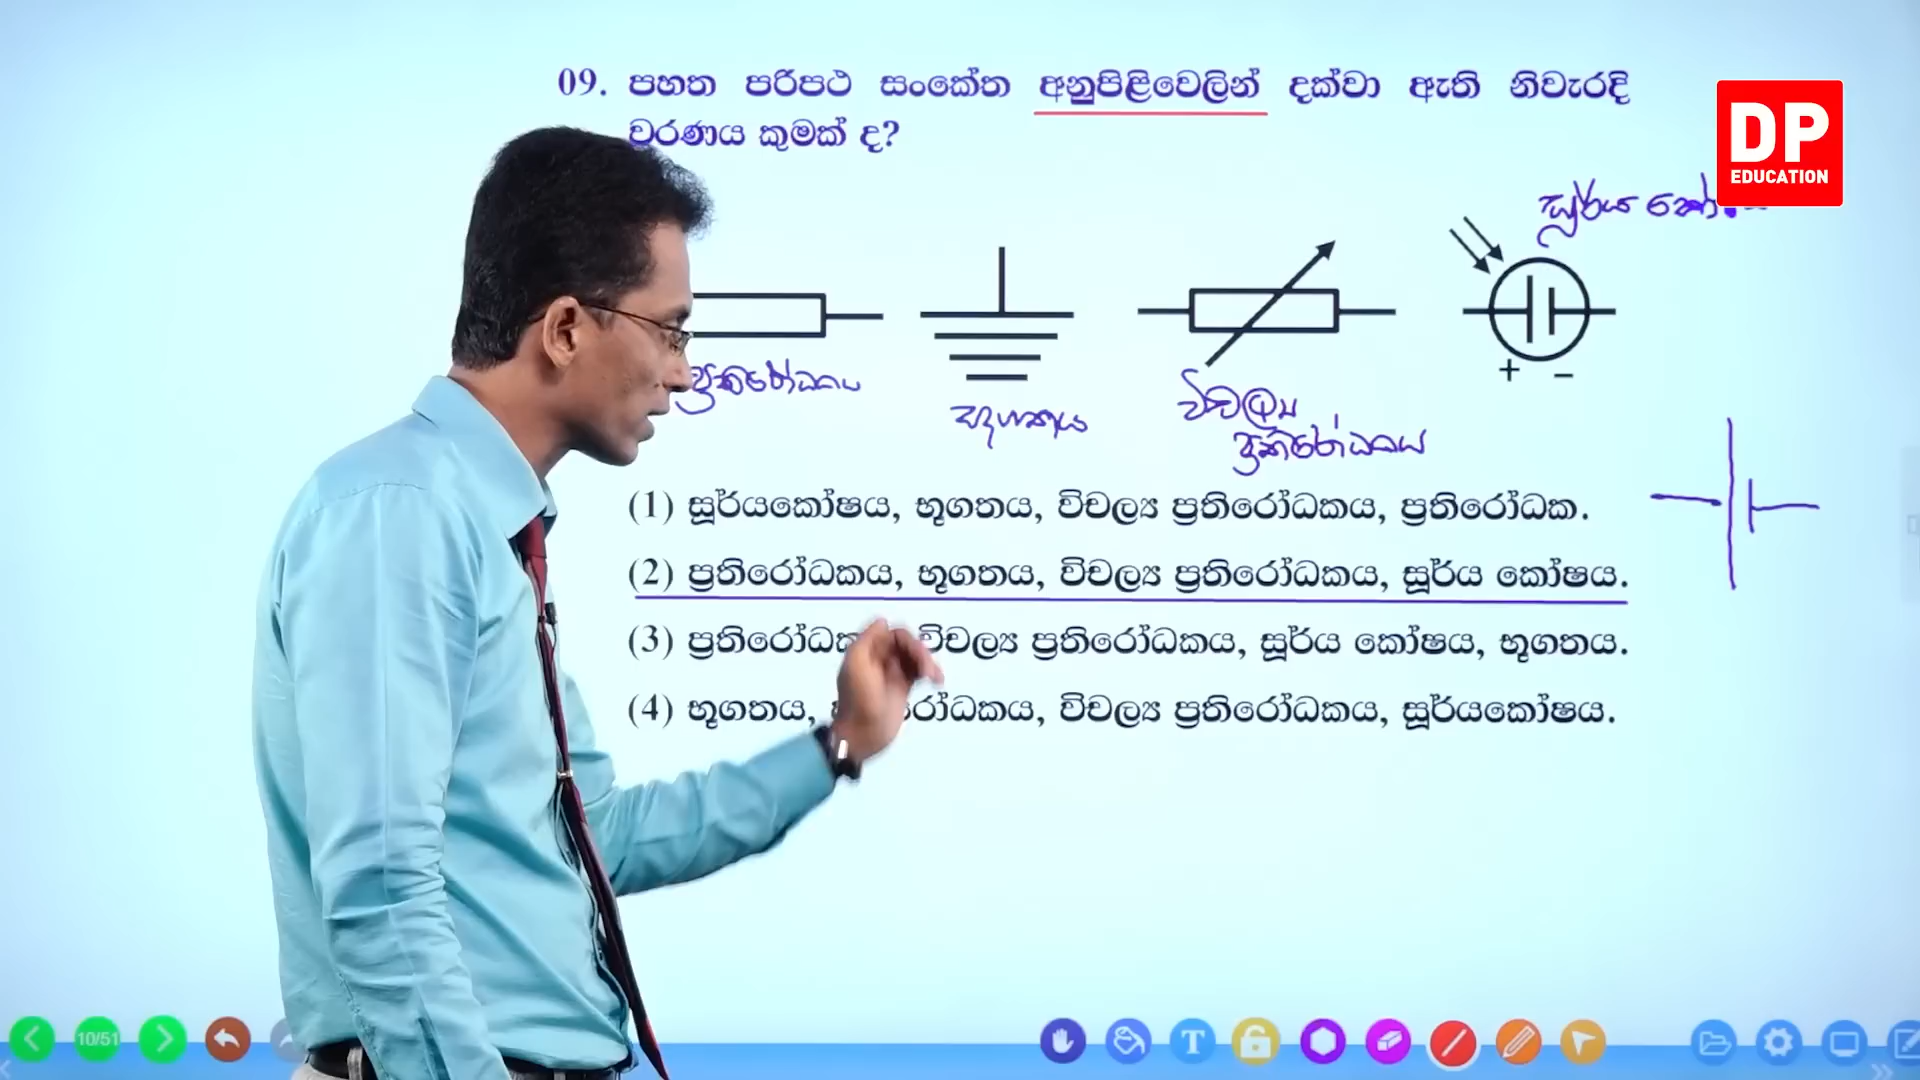 09. පහත පරිපථ සංකේත අනුපිළිවෙලින් දක්වා ඇති නිවැරදි
වරණය කුමක් ද?
DP
EDUCATION
සූර්ය
ප්‍රතිරෝධකය
විචල්‍ය
ප්‍රතිරෝධකය
+ −
(1) සූර්යකෝෂය, භූගතය, විචල්‍ය ප්‍රතිරෝධකය, ප්‍රතිරෝධක.
(2) ප්‍රතිරෝධකය, භූගතය, විචල්‍ය ප්‍රතිරෝධකය, සූර්ය කෝෂය.
(3) විචල්‍ය ප්‍රතිරෝධකය, සූර්ය කෝෂය, භූගතය.
(4) භූගතය, විචල්‍ය ප්‍රතිරෝධකය, සූර්යකෝෂය.
10/51
T